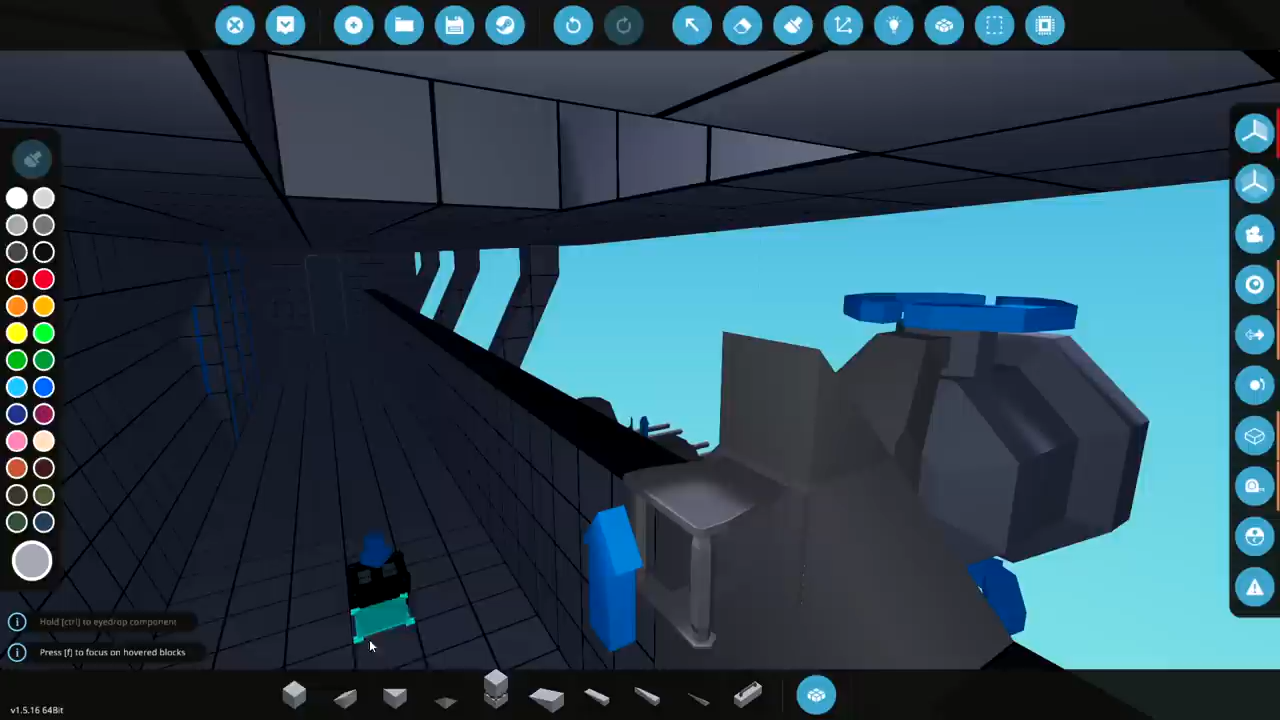 Hold [ctrl] to eyedrop component
Press [f] to focus on hovered blocks
v1.5.16 64Bit